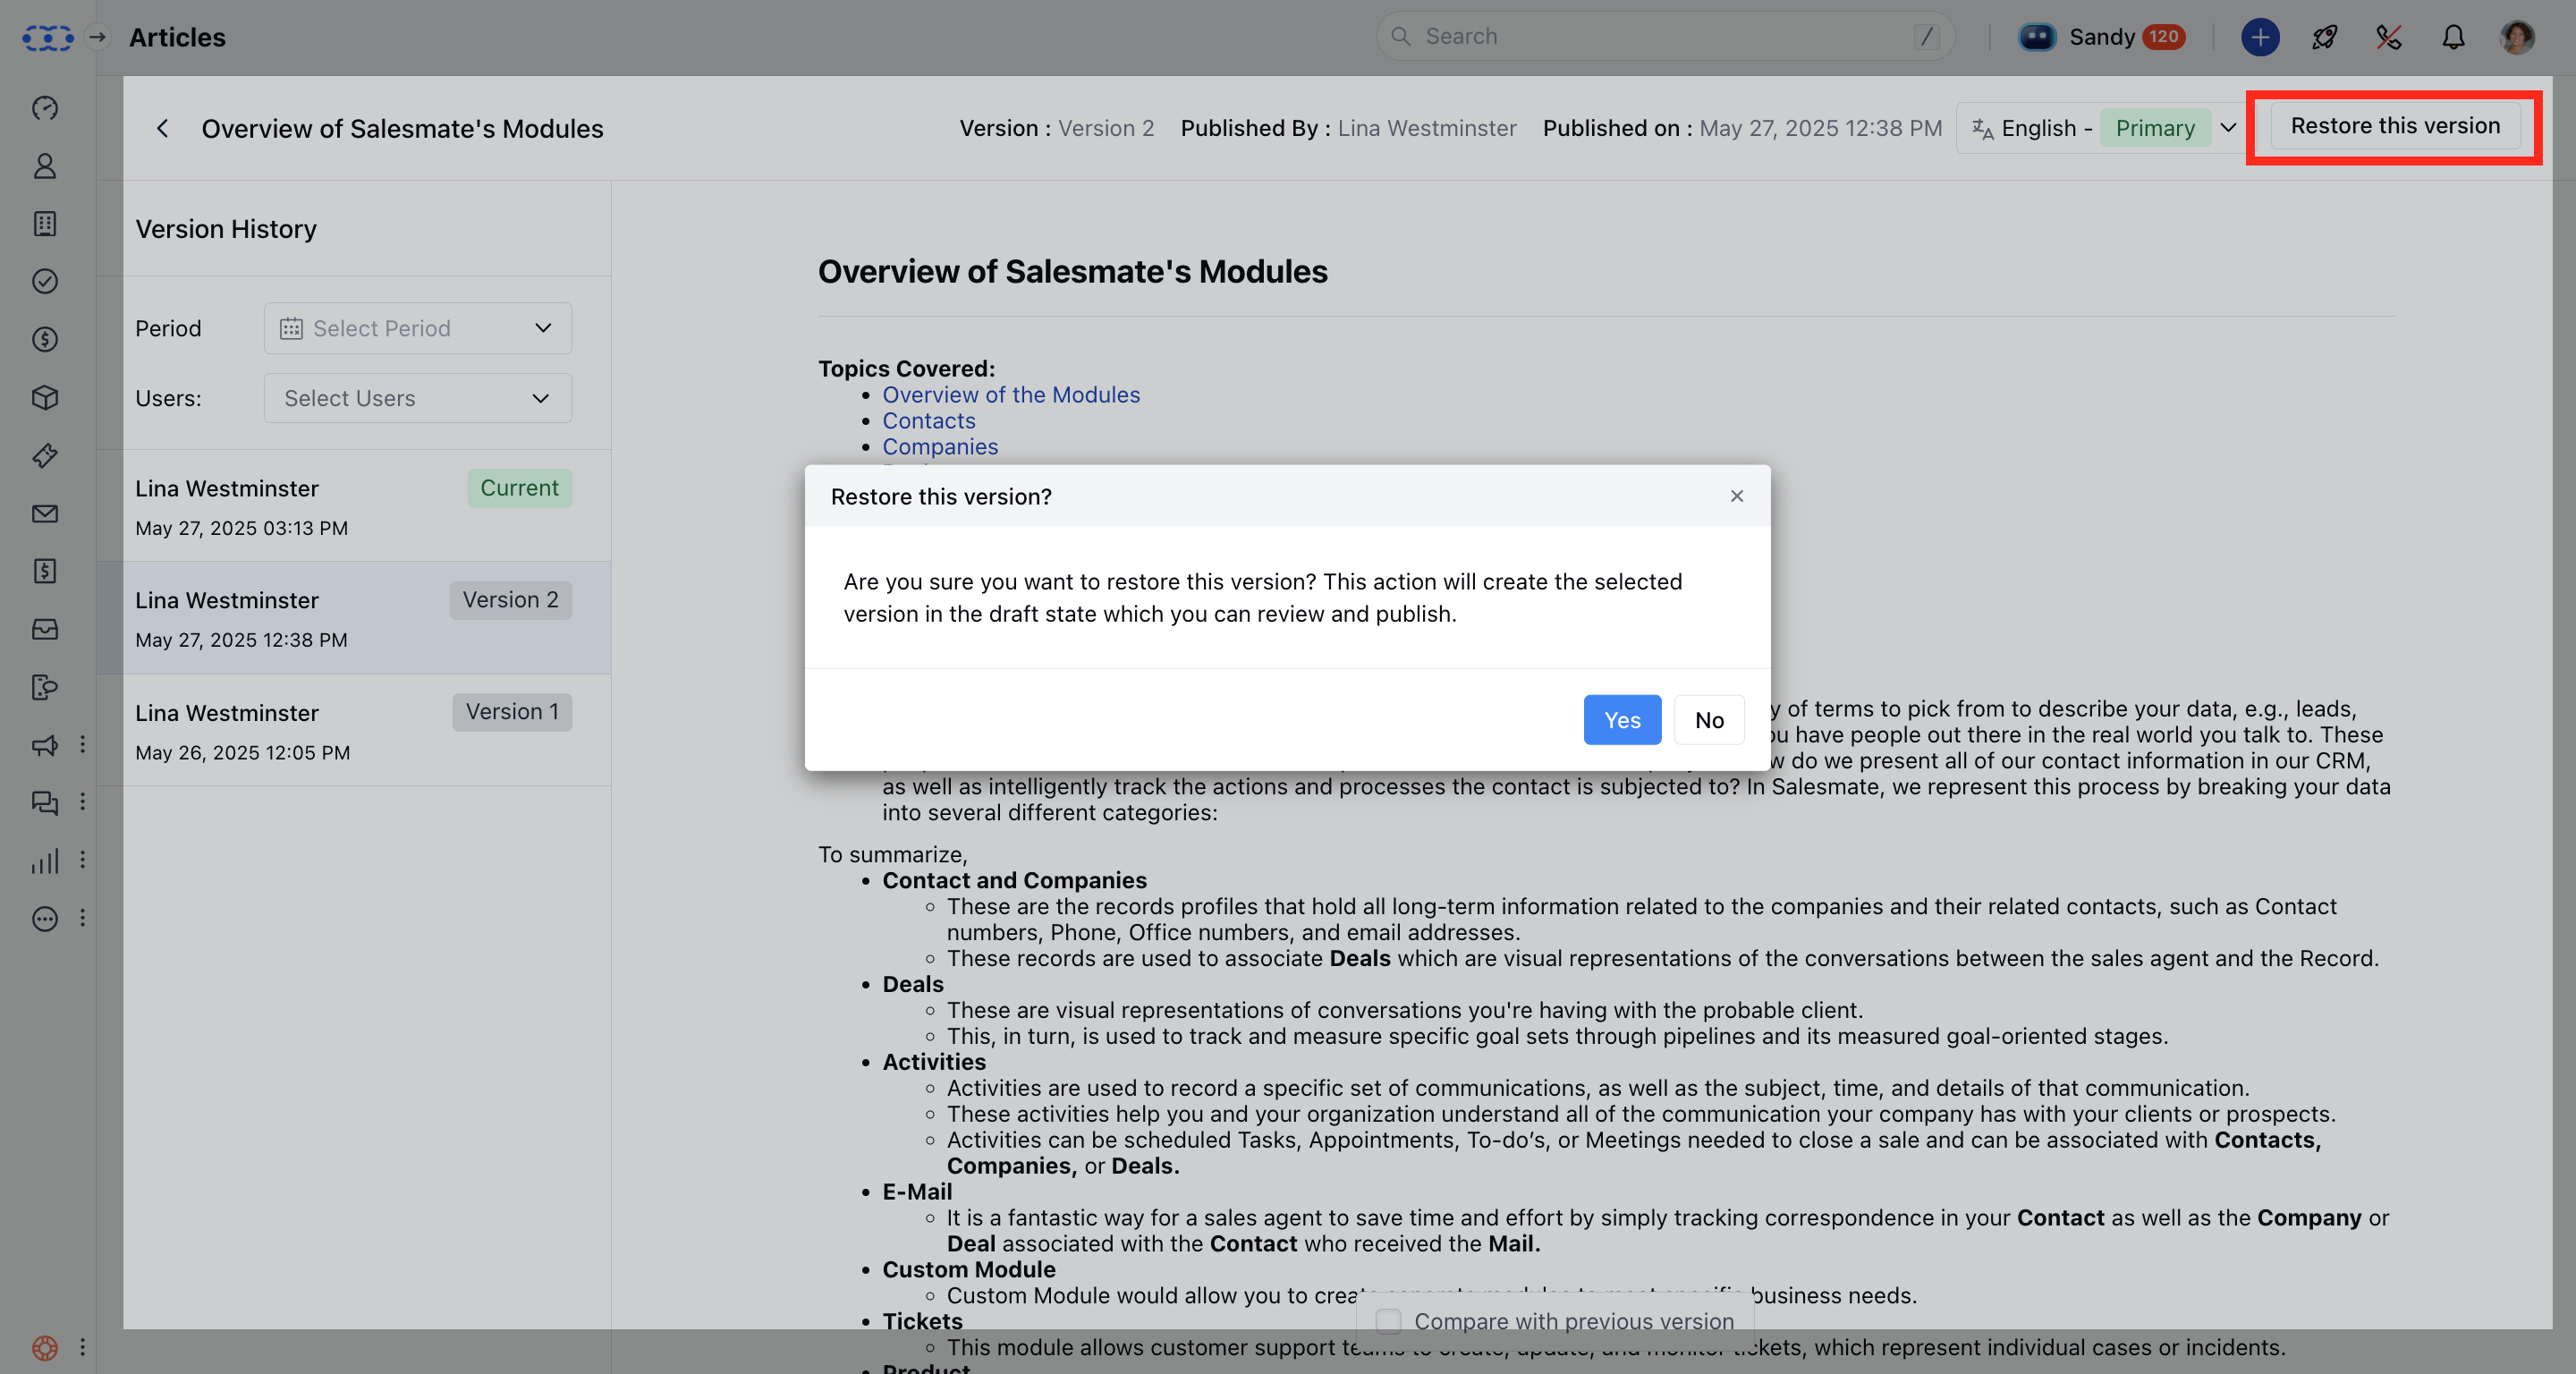 Articles
Search
/
Sandy 120
Overview of Salesmate's Modules
Version : Version 2
Published By : Lina Westminster
Published on : May 27, 2025 12:38 PM
English - Primary
Restore this version
Version History
Period
Select Period
Users:
Select Users
Lina Westminster
Current
May 27, 2025 03:13 PM
Lina Westminster
Version 2
May 27, 2025 12:38 PM
Lina Westminster
Version 1
May 26, 2025 12:05 PM
Overview of Salesmate's Modules
Topics Covered:
Overview of the Modules
Contacts
Companies
Restore this version?
Are you sure you want to restore this version? This action will create the selected
version in the draft state which you can review and publish.
Yes
No
of terms to pick from to describe your data, e.g., leads,
have people out there in the real world you talk to. These
do we present all of our contact information in our CRM,
as well as intelligently track the actions and processes the contact is subjected to? In Salesmate, we represent this process by breaking your data
into several different categories:
To summarize,
Contact and Companies
These are the records profiles that hold all long-term information related to the companies and their related contacts, such as Contact
numbers, Phone, Office numbers, and email addresses.
These records are used to associate Deals which are visual representations of the conversations between the sales agent and the Record.
Deals
These are visual representations of conversations you're having with the probable client.
This, in turn, is used to track and measure specific goal sets through pipelines and its measured goal-oriented stages.
Activities
Activities are used to record a specific set of communications, as well as the subject, time, and details of that communication.
These activities help you and your organization understand all of the communication your company has with your clients or prospects.
Activities can be scheduled Tasks, Appointments, To-do’s, or Meetings needed to close a sale and can be associated with Contacts,
Companies, or Deals.
E-Mail
It is a fantastic way for a sales agent to save time and effort by simply tracking correspondence in your Contact as well as the Company or
Deal associated with the Contact who received the Mail.
Custom Module
Custom Module would allow you to create separate modules to meet specific business needs.
Tickets
Compare with previous version
This module allows customer support teams to create, update, and monitor tickets, which represent individual cases or incidents.
Product